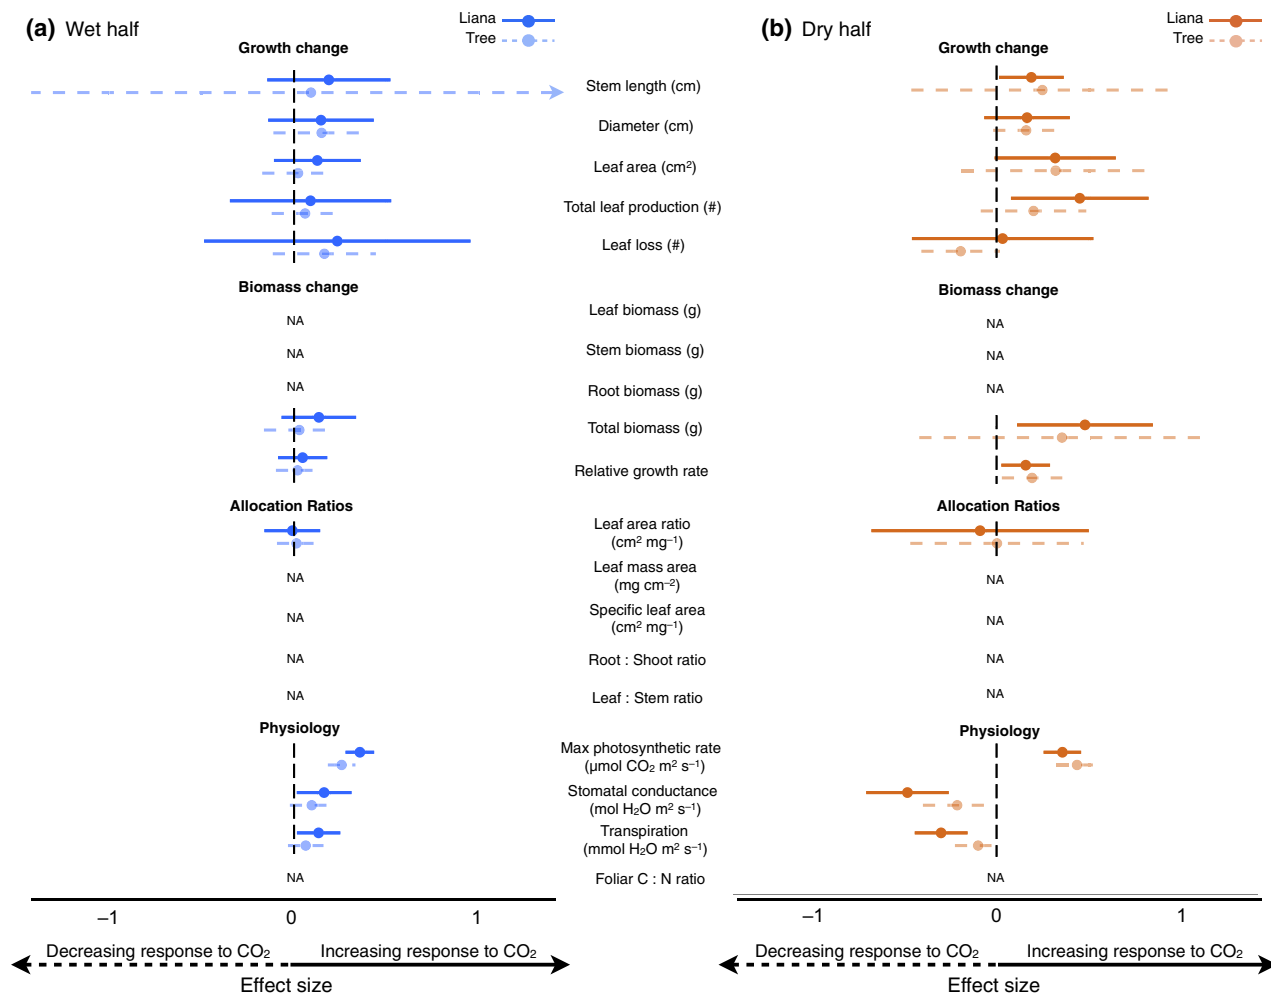 (a) Wet half
Liana
Tree
Growth change
(b) Dry half
Liana
Tree
Growth change
Stem length (cm)
Diameter (cm)
Leaf area (cm²)
Total leaf production (#)
Leaf loss (#)
Biomass change
Biomass change
Leaf biomass (g)
NA
NA
Stem biomass (g)
NA
NA
Root biomass (g)
NA
NA
Total biomass (g)
Relative growth rate
Allocation Ratios
Allocation Ratios
Leaf area ratio
(cm² mg⁻¹)
Leaf mass area
(mg cm⁻²)
NA
NA
Specific leaf area
(cm² mg⁻¹)
NA
NA
Root : Shoot ratio
NA
NA
Leaf : Stem ratio
NA
NA
Physiology
Physiology
Max photosynthetic rate
(µmol CO₂ m² s⁻¹)
Stomatal conductance
(mol H₂O m² s⁻¹)
Transpiration
(mmol H₂O m² s⁻¹)
Foliar C : N ratio
NA
NA
–1 0 1
–1 0 1
Decreasing response to CO₂ Increasing response to CO₂
Effect size
Decreasing response to CO₂ Increasing response to CO₂
Effect size